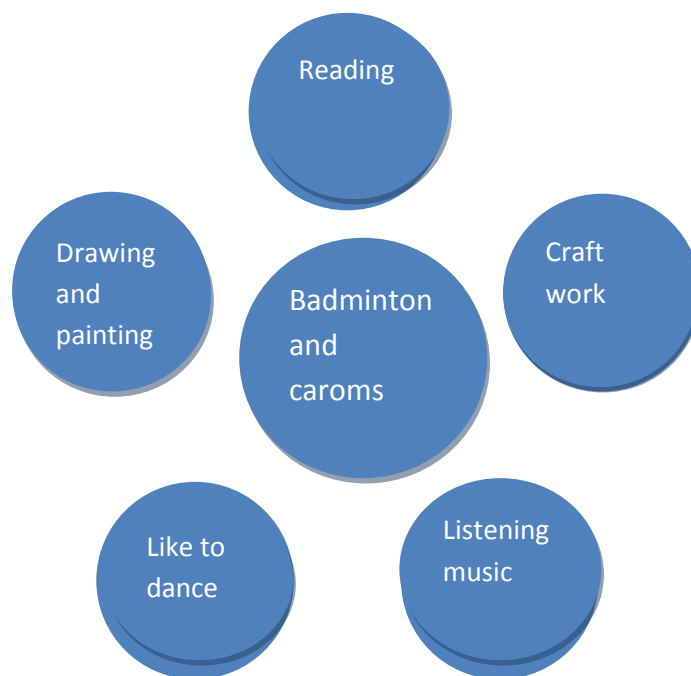 Reading
Drawing
and
painting
Badminton
and
caroms
Craft
work
Like to
dance
Listening
music